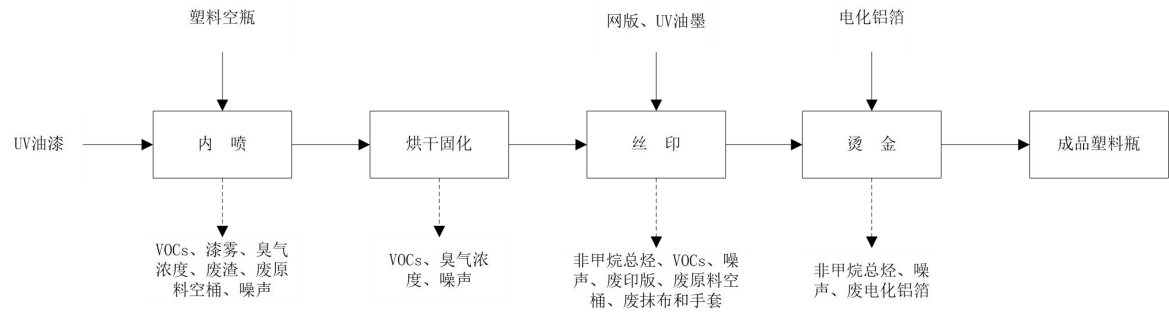 塑料空瓶
网版、UV油墨
电化铝箔
UV油漆
内 喷
烘干固化
丝 印
烫 金
成品塑料瓶
VOCs、漆雾、臭气
浓度、废渣、废原
料空桶、噪声
VOCs、臭气浓
度、噪声
非甲烷总烃、VOCs、噪
声、废印版、废原料空
桶、废抹布和手套
非甲烷总烃、噪
声、废电化铝箔